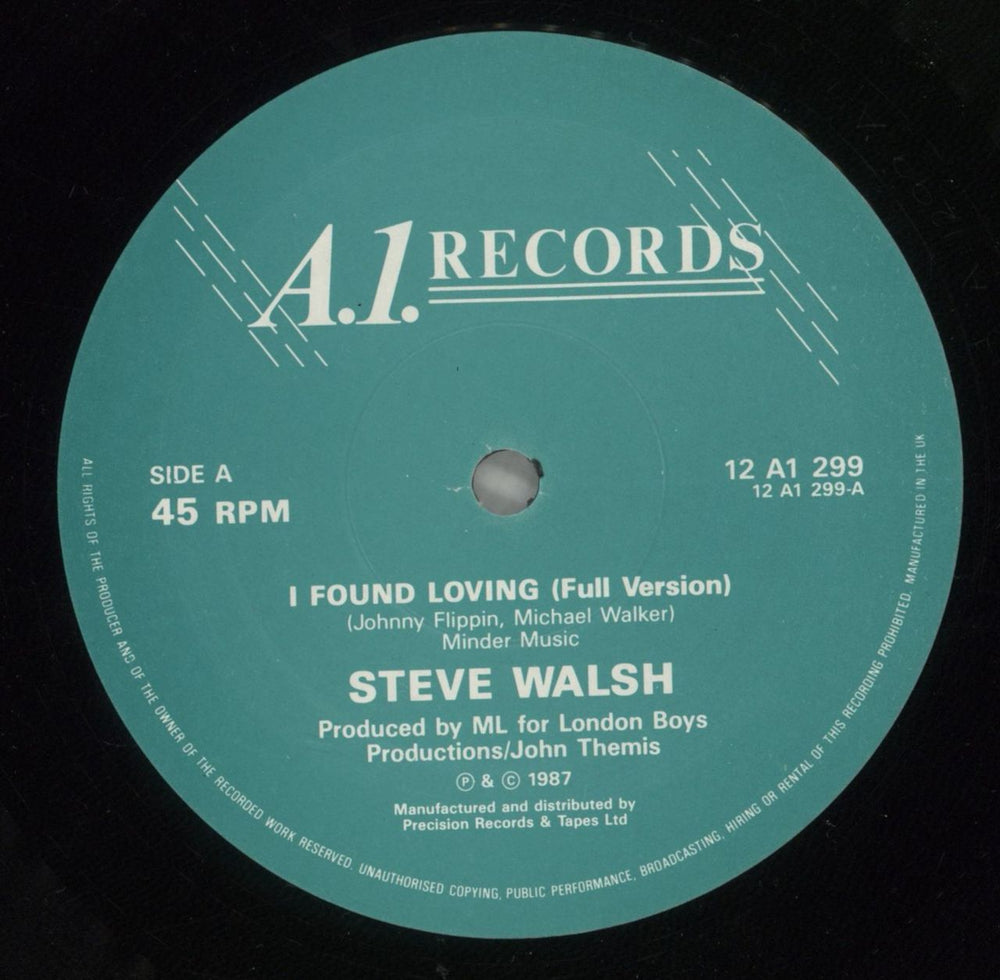 A.1. RECORDS
SIDE A
45 RPM
12 A1 299
12 A1 299-A
I FOUND LOVING (Full Version)
(Johnny Flippin, Michael Walker)
Minder Music
STEVE WALSH
Produced by ML for London Boys
Productions/John Themis
Ⓟ & © 1987
Manufactured and distributed by
Precision Records & Tapes Ltd
ALL RIGHTS OF THE PRODUCER AND OF THE OWNER OF THE RECORDED WORK RESERVED. UNAUTHORISED COPYING, PUBLIC PERFORMANCE, BROADCASTING, HIRING OR RENTAL OF THIS RECORDING PROHIBITED. MANUFACTURED IN THE UK